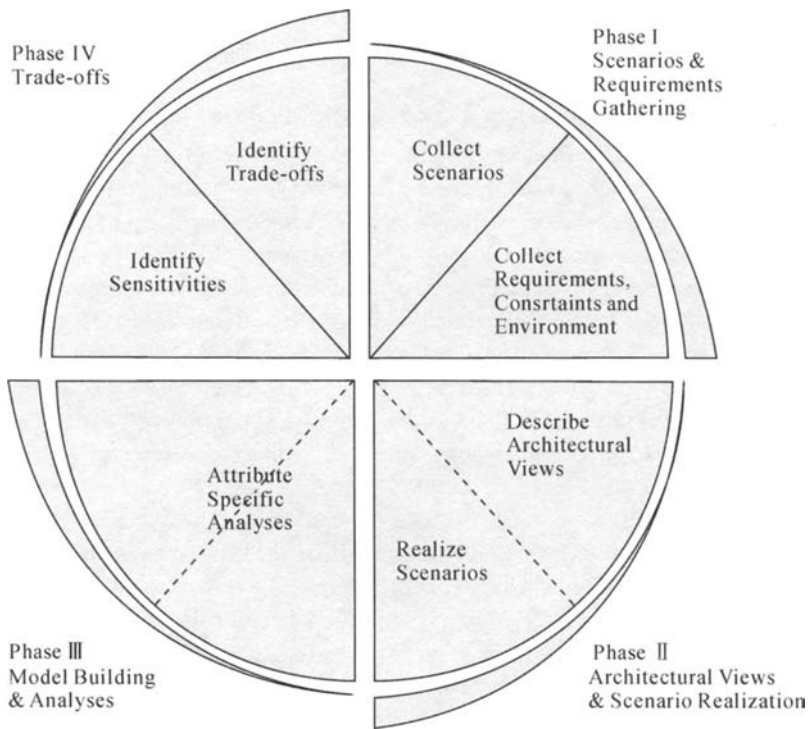 Phase IV
Trade-offs
Phase I
Scenarios &
Requirements
Gathering
Identify
Trade-offs
Collect
Scenarios
Identify
Sensitivities
Collect
Requirements,
Consrtaints and
Environment
Attribute
Specific
Analyses
Describe
Architectural
Views
Realize
Scenarios
Phase Ⅲ
Model Building
& Analyses
Phase Ⅱ
Architectural Views
& Scenario Realization